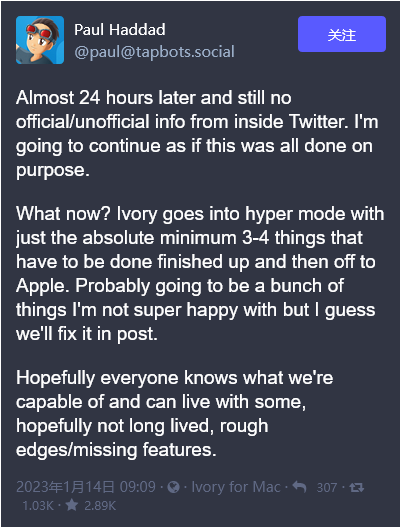 Paul Haddad
@paul@tapbots.social
关注
Almost 24 hours later and still no
official/unofficial info from inside Twitter. I'm
going to continue as if this was all done on
purpose.
What now? Ivory goes into hyper mode with
just the absolute minimum 3-4 things that
have to be done finished up and then off to
Apple. Probably going to be a bunch of
things I'm not super happy with but I guess
we'll fix it in post.
Hopefully everyone knows what we're
capable of and can live with some,
hopefully not long lived, rough
edges/missing features.
2023年1月14日 09:09 · · Ivory for Mac · 307 ·
1.03K · 2.89K